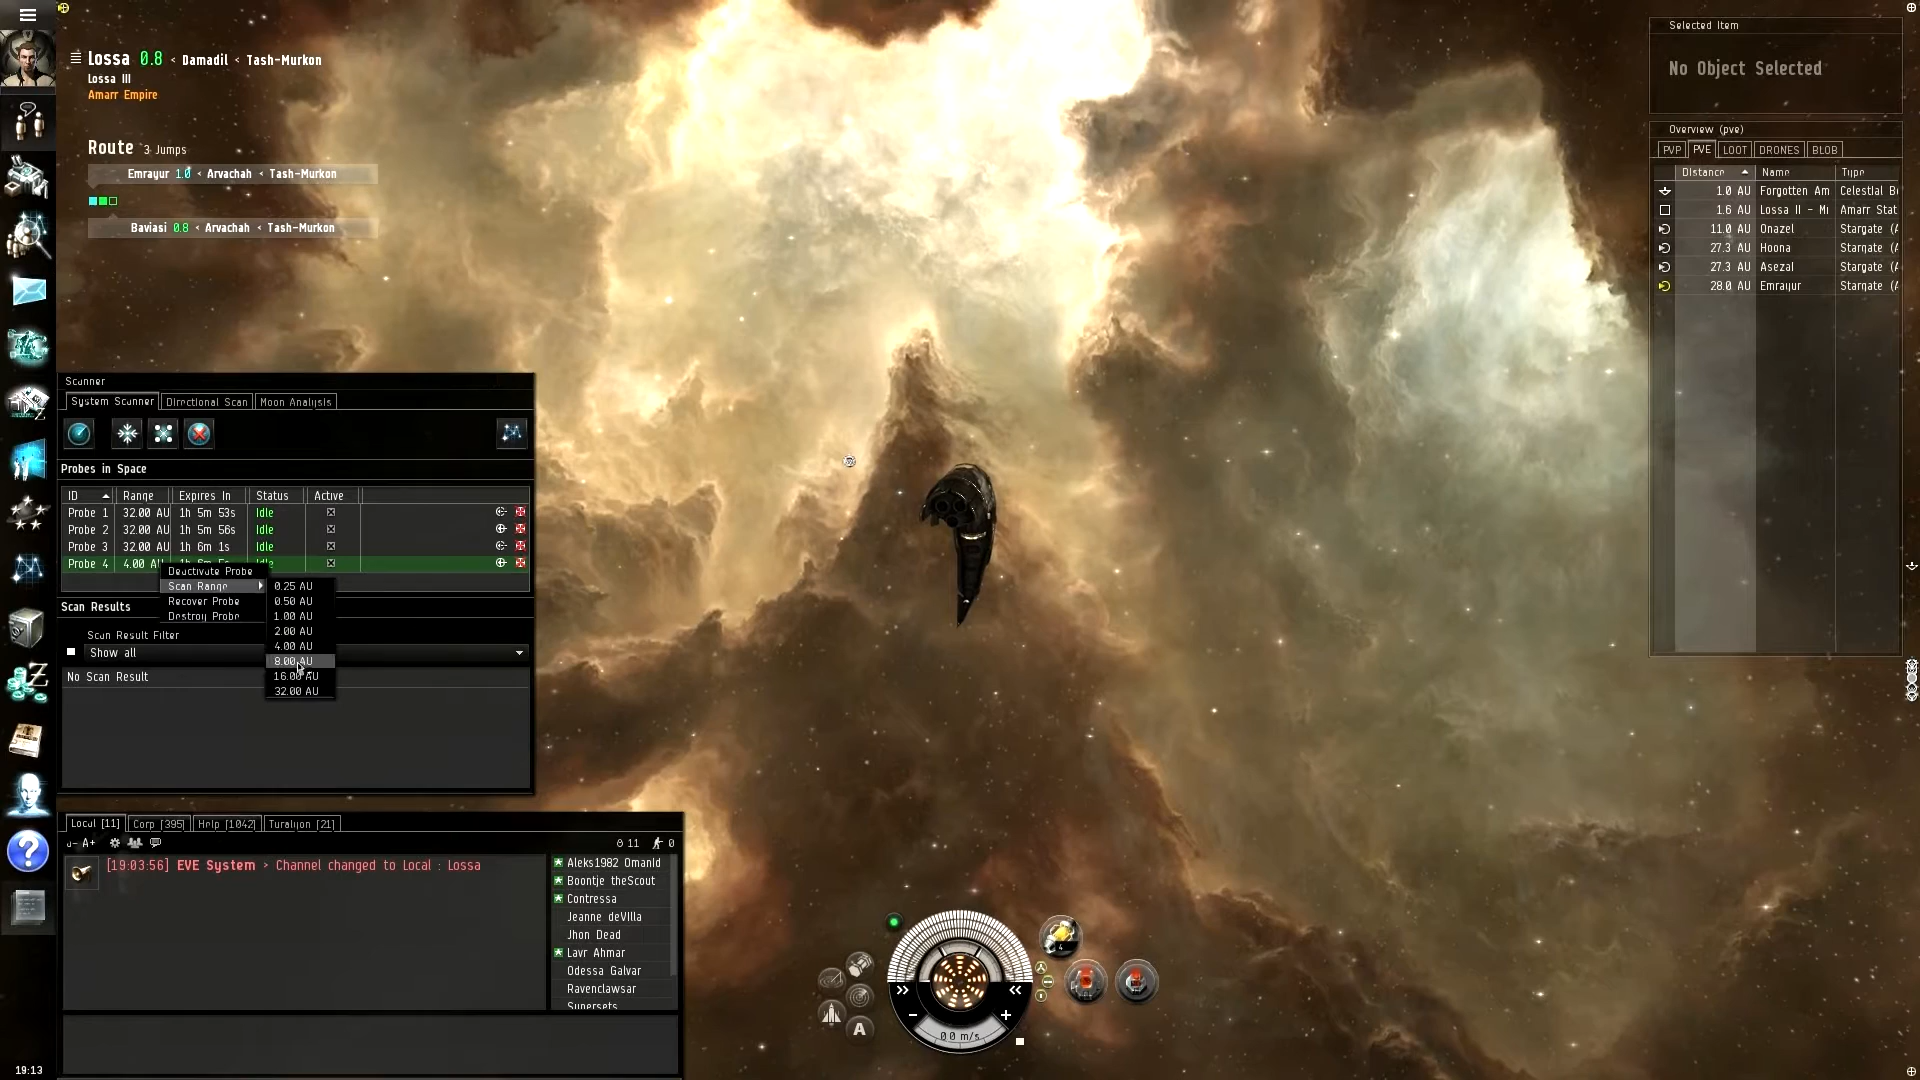 Lossa 0.8 < Damadil < Tash-Murkon
Lossa III
Amarr Empire
Route 3 Jumps
Emrayur 1.0 < Arvachah < Tash-Murkon
Baviasi 0.8 < Arvachah < Tash-Murkon
Selected Item
No Object Selected
Overview (pve)
PVP PVE LOOT DRONES BLOB
Distance Name Type
1.0 AU Forgotten Am Celestial B
1.6 AU Lossa II - Amarr Stat
11.0 AU Onazel Stargate (A
27.3 AU Hoona Stargate (A
27.3 AU Asezal Stargate (A
28.0 AU Emrayur Stargate (A
Scanner
System Scanner Directional Scan Moon Analysis
Probes in Space
ID Range Expires In Status Active
Probe 1 32.00 AU 1h 5m 53s Idle
Probe 2 32.00 AU 1h 5m 56s Idle
Probe 3 32.00 AU 1h 6m 1s Idle
Probe 4 4.00 AU
Deactivate Probe
Scan Range
Recover Probe
Destroy Probe
0.25 AU
0.50 AU
1.00 AU
2.00 AU
4.00 AU
8.00 AU
16.00 AU
32.00 AU
Scan Results
Scan Result Filter
Show all
No Scan Result
Local [11] Corp [395] Help [1042] Turalyon [21]
A+
11 0
[19:03:56] EVE System > Channel changed to Local : Lossa
Aleks1982 Omanid
Boontje theScout
Contressa
Jeanne deVilla
Jhon Dead
Lavr Ahmar
Odessa Galvar
Ravenclawsar
Supersets
4
A
0.0 m/s
19:13